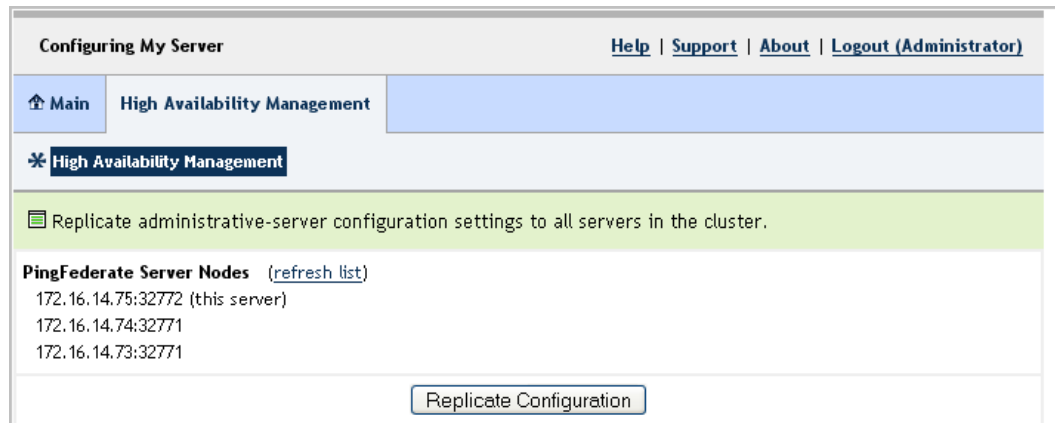 Configuring My Server Help | Support | About | Logout (Administrator)
Main High Availability Management
High Availability Management
Replicate administrative-server configuration settings to all servers in the cluster.
PingFederate Server Nodes (refresh list)
172.16.14.75:32772 (this server)
172.16.14.74:32771
172.16.14.73:32771
Replicate Configuration